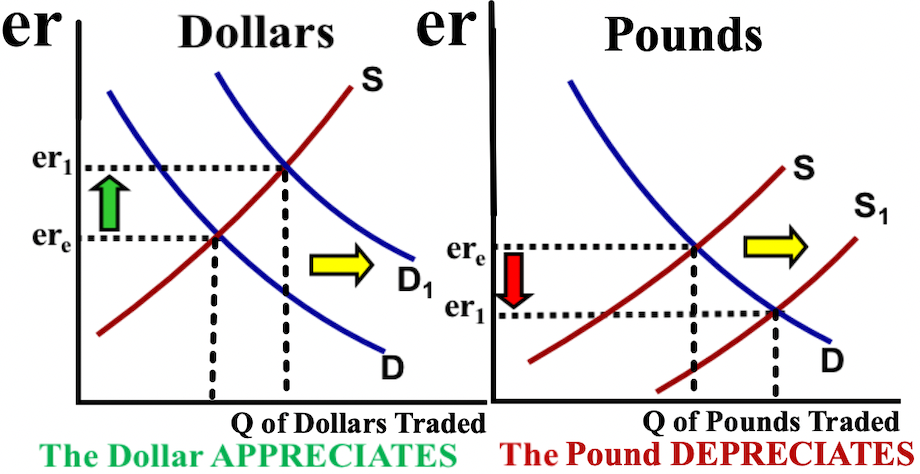 er
Dollars
S
er₁
erₑ
D₁
D
Q of Dollars Traded
The Dollar APPRECIATES
er
Pounds
S
S₁
erₑ
er₁
D
Q of Pounds Traded
The Pound DEPRECIATES